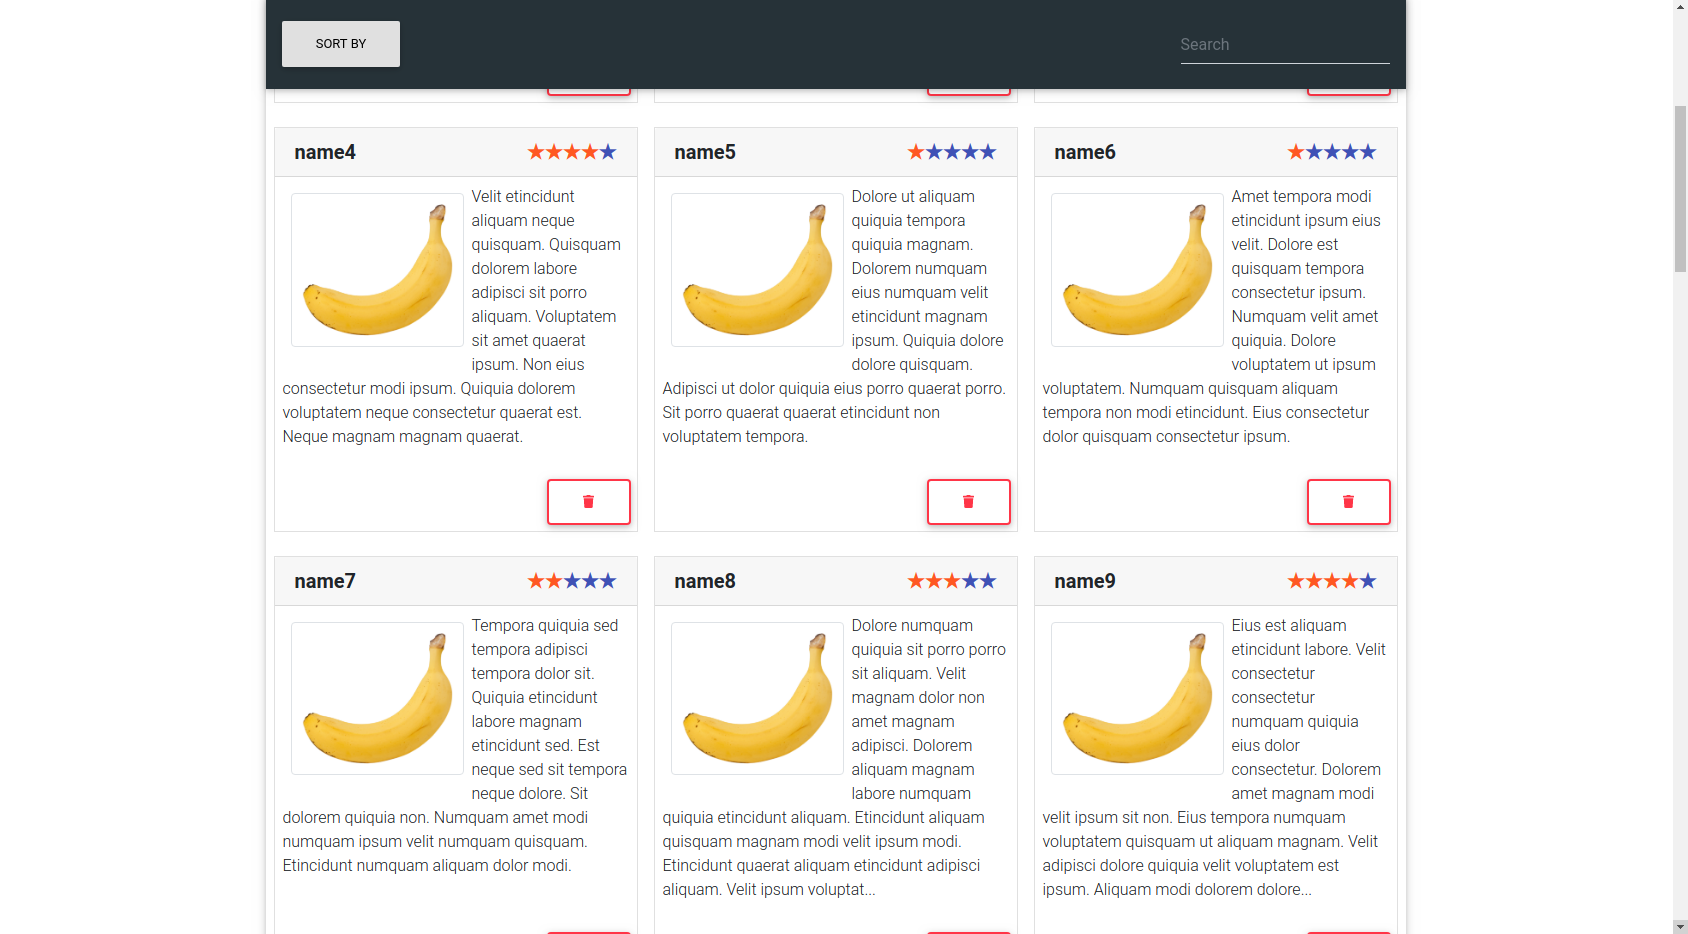 SORT BY
Search
name4
Velit etincidunt
aliquam neque
quisquam. Quisquam
dolorem labore
adipisci sit porro
aliquam. Voluptatem
sit amet quaerat
ipsum. Non eius
consectetur modi ipsum. Quiquia dolorem
voluptatem neque consectetur quaerat est.
Neque magnam magnam quaerat.
name5
Dolore ut aliquam
quiquia tempora
quiquia magnam.
Dolorem numquam
eius numquam velit
etincidunt magnam
ipsum. Quiquia dolore
dolore quisquam.
Adipisci ut dolor quiquia eius porro quaerat porro.
Sit porro quaerat quaerat etincidunt non
voluptatem tempora.
name6
Amet tempora modi
etincidunt ipsum eius
velit. Dolore est
quisquam tempora
consectetur ipsum.
Numquam velit amet
quiquia. Dolore
voluptatem ut ipsum
voluptatem. Numquam quisquam aliquam
tempora non modi etincidunt. Eius consectetur
dolor quisquam consectetur ipsum.
name7
Tempora quiquia sed
tempora adipisci
tempora dolor sit.
Quiquia etincidunt
labore magnam
etincidunt sed. Est
neque sed sit tempora
neque dolore. Sit
dolorem quiquia non. Numquam amet modi
numquam ipsum velit numquam quisquam.
Etincidunt numquam aliquam dolor modi.
name8
Dolore numquam
quiquia sit porro porro
sit aliquam. Velit
magnam dolor non
amet magnam
adipisci. Dolorem
aliquam magnam
labore numquam
quiquia etincidunt aliquam. Etincidunt aliquam
quisquam magnam modi velit ipsum modi.
Etincidunt quaerat aliquam etincidunt adipisci
aliquam. Velit ipsum voluptat...
name9
Eius est aliquam
etincidunt labore. Velit
consectetur
consectetur
numquam quiquia
eius dolor
consectetur. Dolorem
amet magnam modi
velit ipsum sit non. Eius tempora numquam
voluptatem quisquam ut aliquam magnam. Velit
adipisci dolore quiquia velit voluptatem est
ipsum. Aliquam modi dolorem dolore...